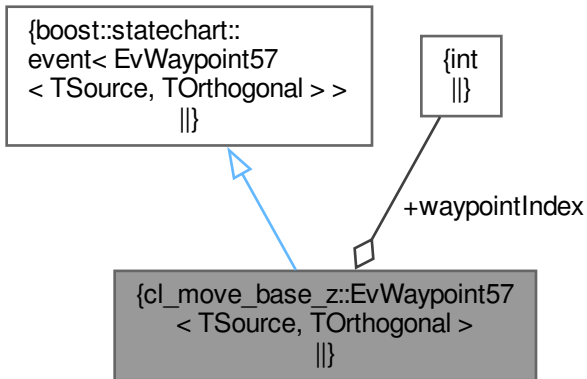 {boost::statechart::
event< EvWaypoint57
< TSource, TOrthogonal > >
||}
{int
||}
+waypointIndex
{cl_move_base_z::EvWaypoint57
< TSource, TOrthogonal >
||}